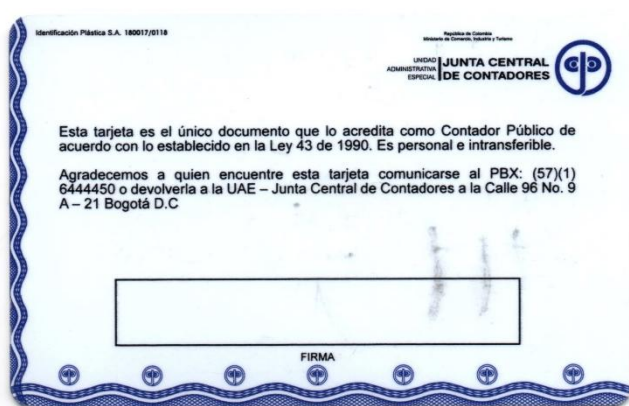 Identificación Plástica S.A. 180017/0118
República de Colombia
Ministerio de Comercio, Industria y Turismo
UNIDAD
ADMINISTRATIVA
ESPECIAL
JUNTA CENTRAL
DE CONTADORES
Esta tarjeta es el único documento que lo acredita como Contador Público de
acuerdo con lo establecido en la Ley 43 de 1990. Es personal e intransferible.
Agradecemos a quien encuentre esta tarjeta comunicarse al PBX: (57)(1)
6444450 o devolverla a la UAE – Junta Central de Contadores a la Calle 96 No. 9
A – 21 Bogotá D.C
FIRMA